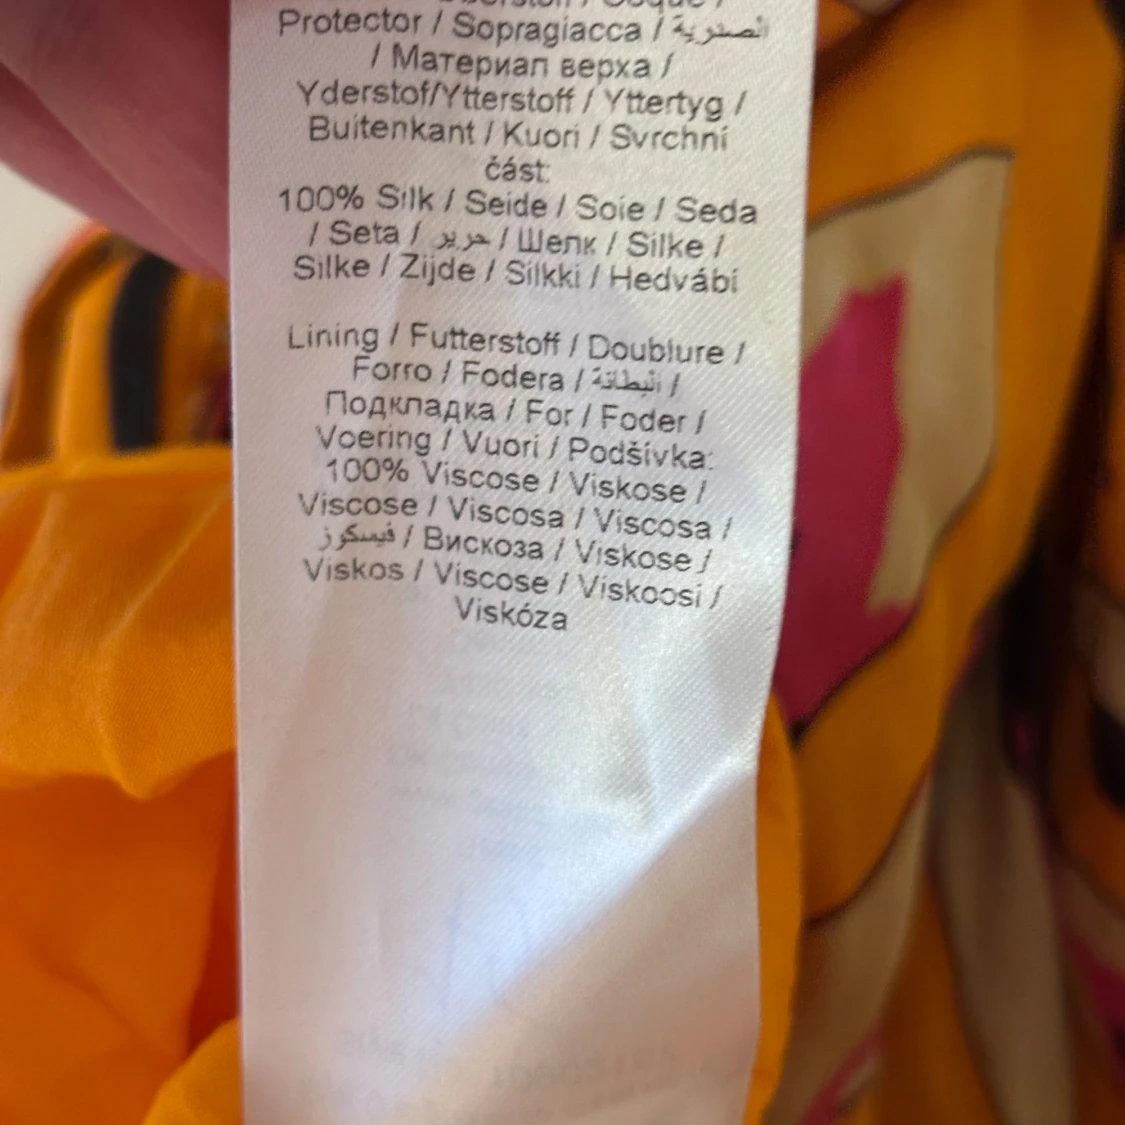 Protector / Sopragiacca / الصدرية
/ Материал верха /
Yderstof/Ytterstoff / Yttertyg /
Buitenkant / Kuori / Svrchní
část:
100% Silk / Seide / Soie / Seda
/ Seta / حرير / Шелк / Silke /
Silke / Zijde / Silkki / Hedvábí
Lining / Futterstoff / Doublure /
Forro / Fodera / البطانة /
Подкладка / For / Foder /
Voering / Vuori / Podšívka:
100% Viscose / Viskose /
Viscose / Viscosa / Viscosa /
فيسكوز / Вискоза / Viskose /
Viskos / Viscose / Viskoosi /
Viskóza